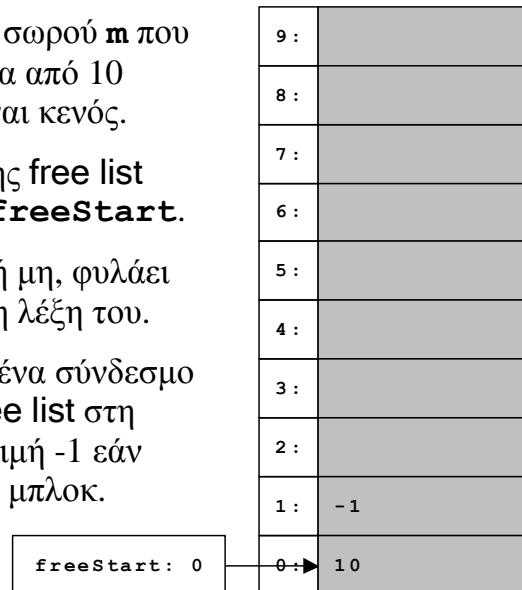 σωρού m που
α από 10
αι κενός.
ης free list
freeStart.
ή μη, φυλάει
η λέξη του.
ένα σύνδεσμο
ee list στη
ιμή -1 εάν
μπλοκ.
9:
8:
7:
6:
5:
4:
3:
2:
1: -1
freeStart: 0
0: 10